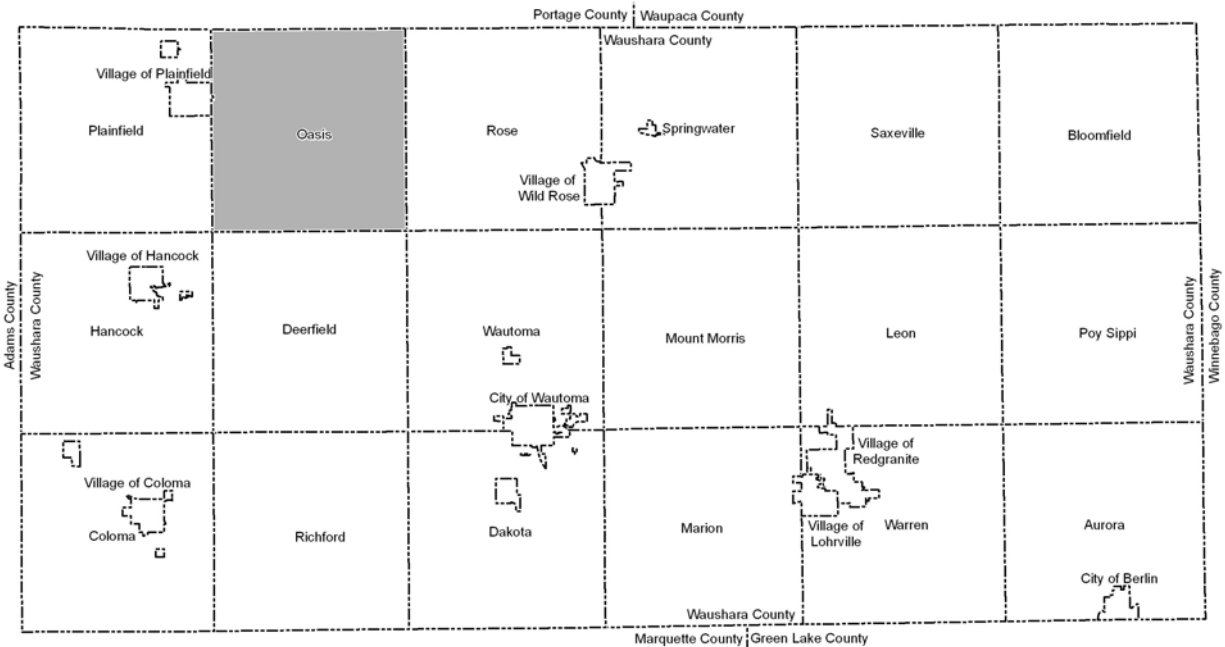 Portage County
Waupaca County
Waushara County
Village of Plainfield
Plainfield
Oasis
Rose
Springwater
Saxeville
Bloomfield
Village of
Wild Rose
Village of Hancock
Adams County
Waushara County
Hancock
Deerfield
Wautoma
Mount Morris
Leon
Poy Sippi
Waushara County
Winnebago County
City of Wautoma
Village of
Redgranite
Village of Coloma
Coloma
Richford
Dakota
Marion
Village of
Lohrville
Warren
Aurora
City of Berlin
Waushara County
Marquette County
Green Lake County